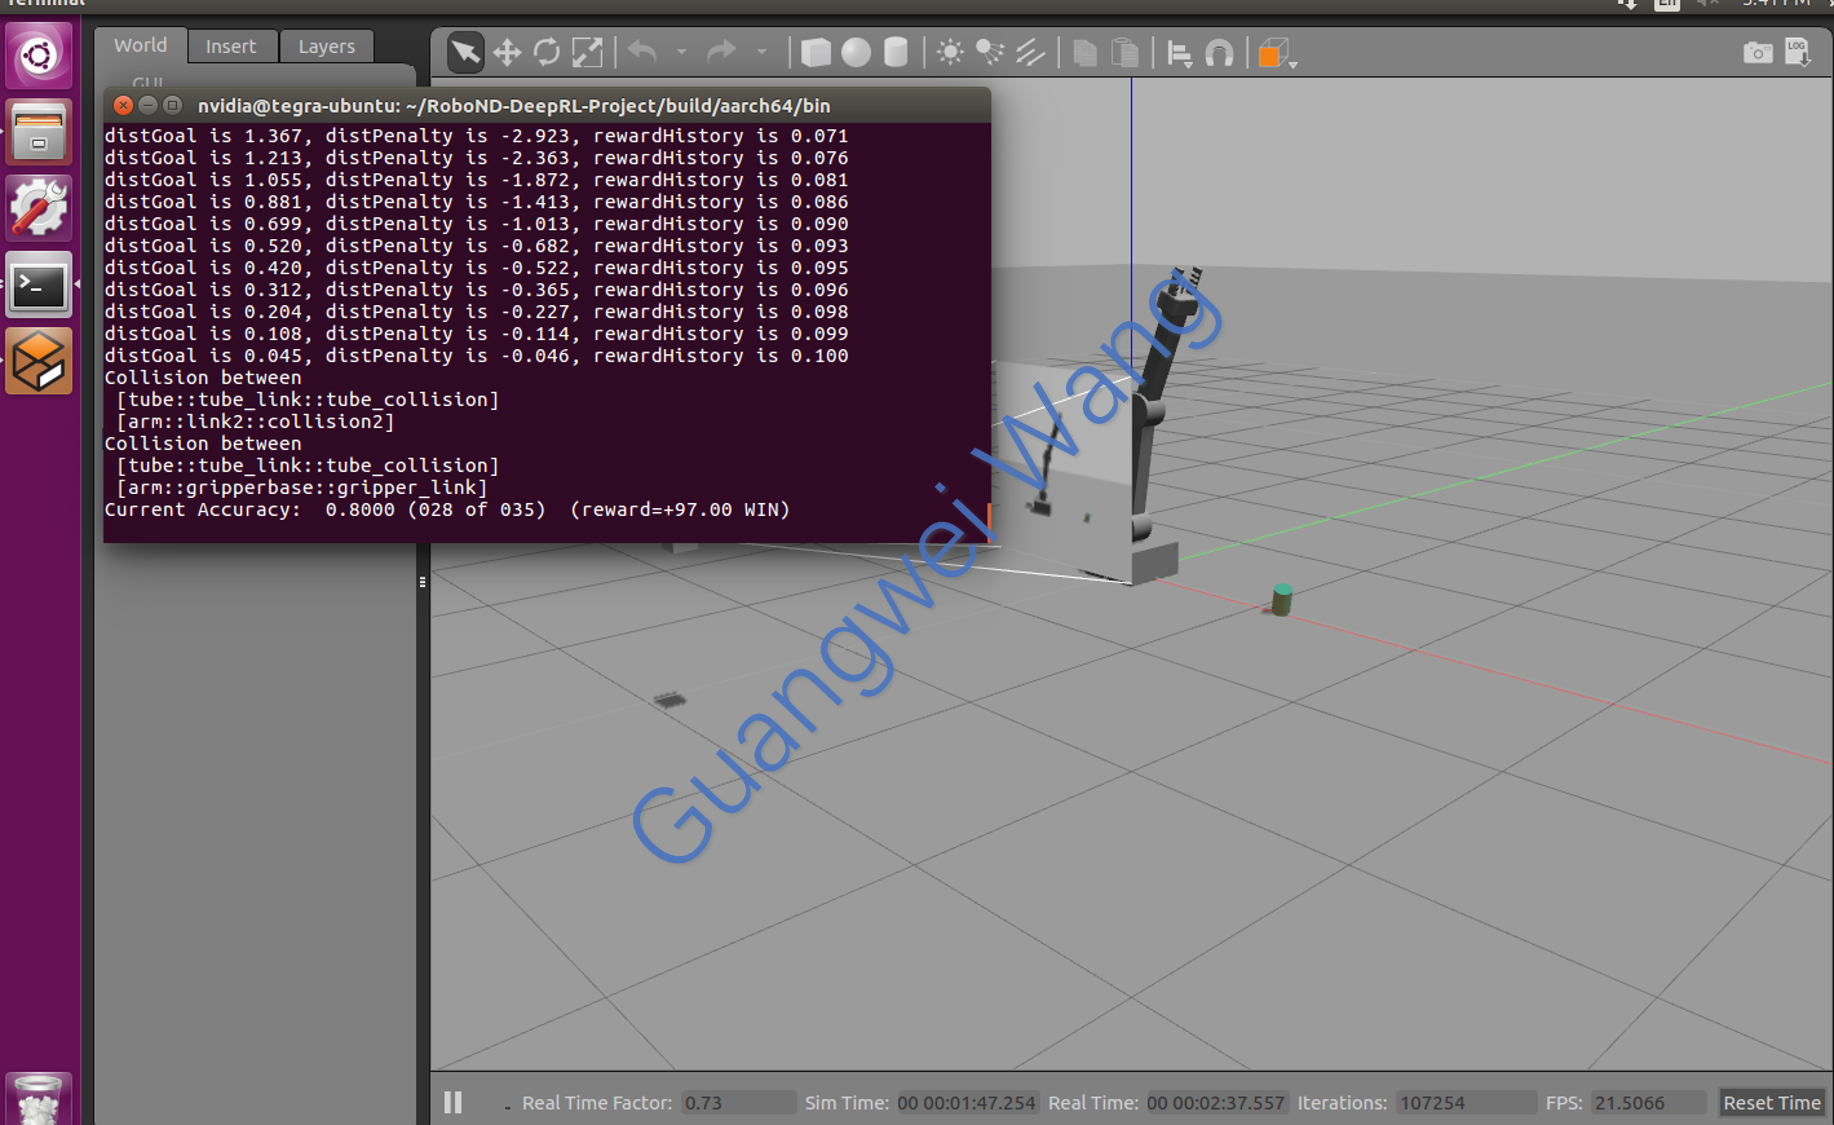 Terminal
En
5:41 PM
World
Insert
Layers
GUI
LOG
nvidia@tegra-ubuntu: ~/RoboND-DeepRL-Project/build/aarch64/bin
distGoal is 1.367, distPenalty is -2.923, rewardHistory is 0.071
distGoal is 1.213, distPenalty is -2.363, rewardHistory is 0.076
distGoal is 1.055, distPenalty is -1.872, rewardHistory is 0.081
distGoal is 0.881, distPenalty is -1.413, rewardHistory is 0.086
distGoal is 0.699, distPenalty is -1.013, rewardHistory is 0.090
distGoal is 0.520, distPenalty is -0.682, rewardHistory is 0.093
distGoal is 0.420, distPenalty is -0.522, rewardHistory is 0.095
distGoal is 0.312, distPenalty is -0.365, rewardHistory is 0.096
distGoal is 0.204, distPenalty is -0.227, rewardHistory is 0.098
distGoal is 0.108, distPenalty is -0.114, rewardHistory is 0.099
distGoal is 0.045, distPenalty is -0.046, rewardHistory is 0.100
Collision between
[tube::tube_link::tube_collision]
[arm::link2::collision2]
Collision between
[tube::tube_link::tube_collision]
[arm::gripperbase::gripper_link]
Current Accuracy:  0.8000 (028 of 035)  (reward=+97.00 WIN)
Guangwei Wang
Real Time Factor: 0.73 Sim Time: 00 00:01:47.254 Real Time: 00 00:02:37.557 Iterations: 107254 FPS: 21.5066 Reset Time